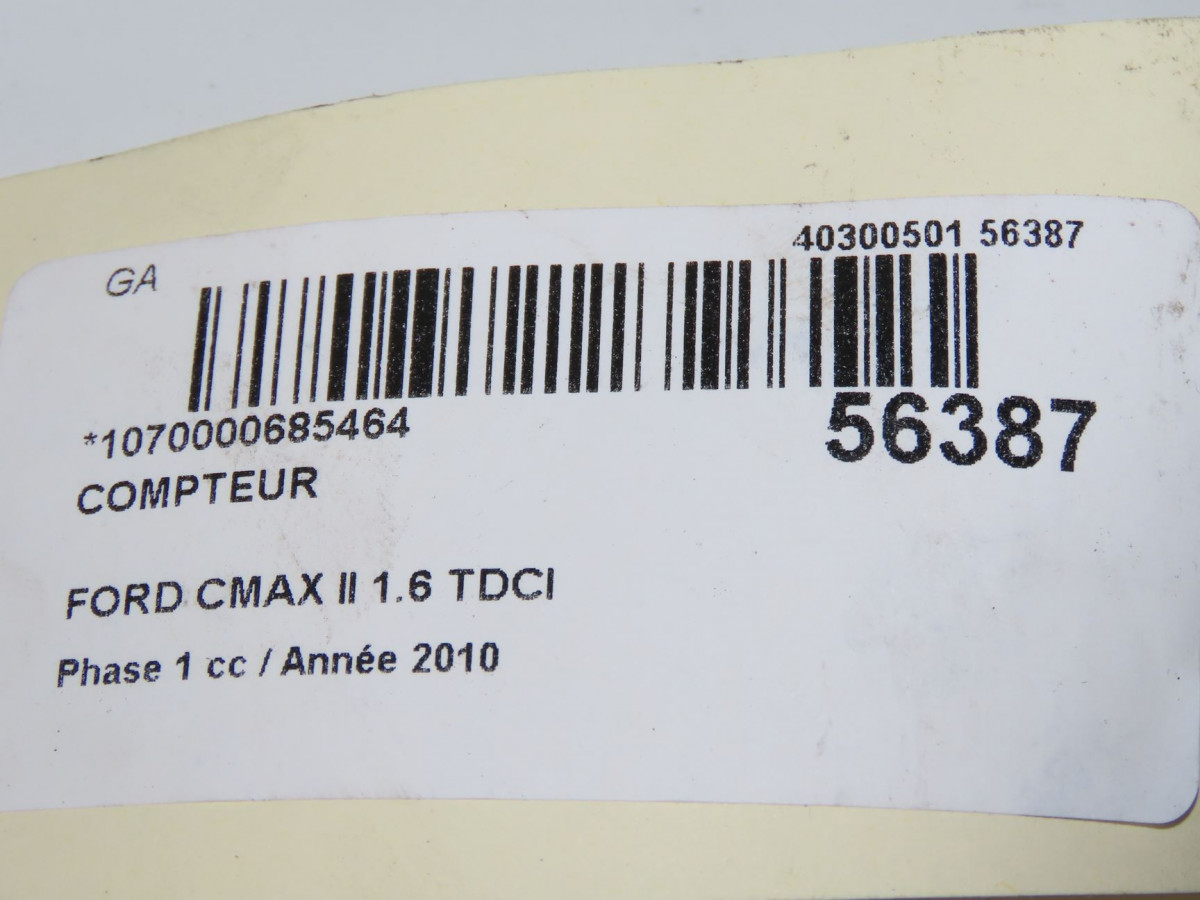 GA
40300501 56387
*1070000685464
56387
COMPTEUR
FORD CMAX II 1.6 TDCI
Phase 1 cc / Année 2010